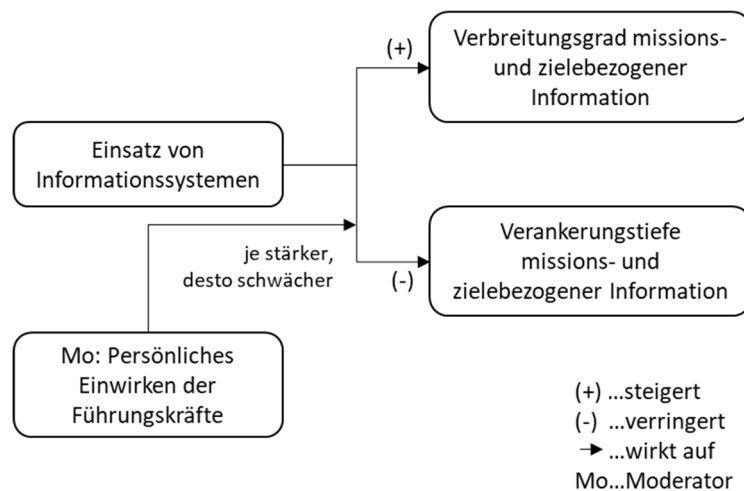 (+)
Verbreitungsgrad missions-
und zielebezogener
Information
Einsatz von
Informationssystemen
je stärker,
desto schwächer
(-)
Verankerungstiefe
missions- und
zielebezogener Information
Mo: Persönliches
Einwirken der
Führungskräfte
(+) ...steigert
(-) ...verringert
...wirkt auf
Mo...Moderator